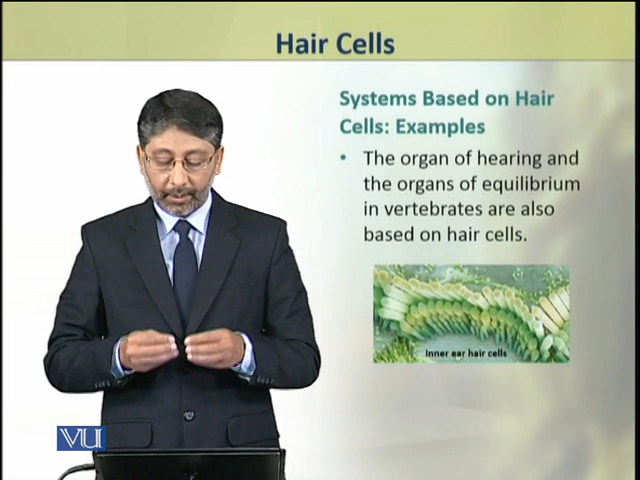 Hair Cells
Systems Based on Hair
Cells: Examples
• The organ of hearing and
the organs of equilibrium
in vertebrates are also
based on hair cells.
Inner ear hair cells
VU